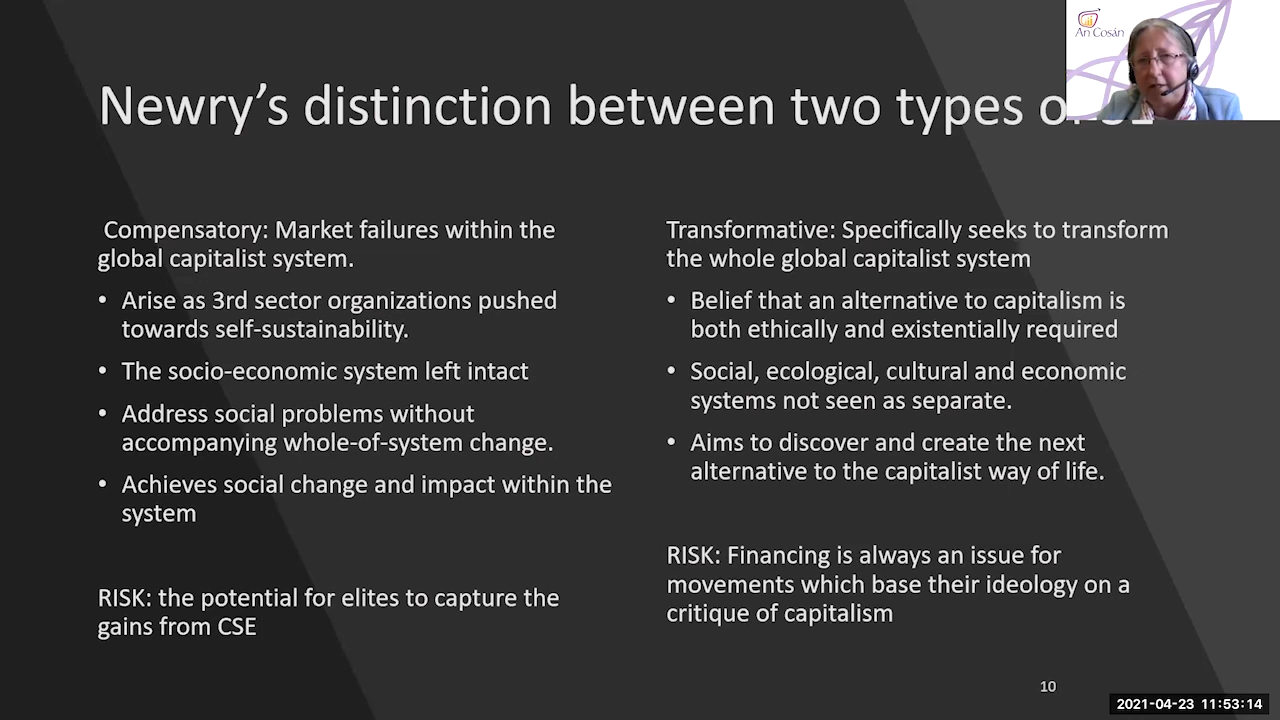 An Cosán
Newry's distinction between two types
Compensatory: Market failures within the
global capitalist system.
• Arise as 3rd sector organizations pushed
towards self-sustainability.
• The socio-economic system left intact
• Address social problems without
accompanying whole-of-system change.
• Achieves social change and impact within the
system
RISK: the potential for elites to capture the
gains from CSE
Transformative: Specifically seeks to transform
the whole global capitalist system
• Belief that an alternative to capitalism is
both ethically and existentially required
• Social, ecological, cultural and economic
systems not seen as separate.
• Aims to discover and create the next
alternative to the capitalist way of life.
RISK: Financing is always an issue for
movements which base their ideology on a
critique of capitalism
10
2021-04-23 11:53:14